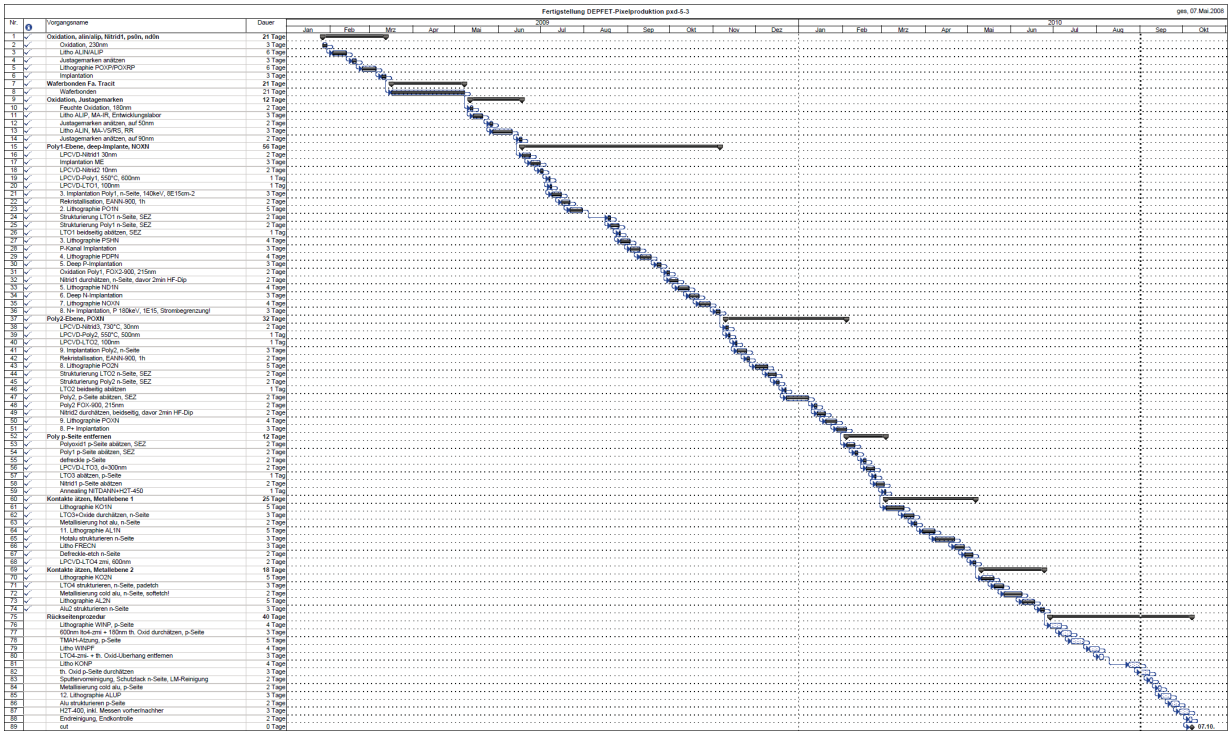 Fertigstellung DEPFET-Pixelproduktion pxd-5-3
ges, 07.Mai.2008
Nr. Vorgangsname Dauer
2009 2010
Jan Feb Mrz Apr Mai Jun Jul Aug Sep Okt Nov Dez Jan Feb Mrz Apr Mai Jun Jul Aug Sep Okt
1 Oxidation, alin/alip, Nitrid1, ps0n, nd0n 21 Tage
2 Oxidation, 230nm 3 Tage
3 Litho ALIN/ALIP 6 Tage
4 Justagemarken anätzen 3 Tage
5 Lithographie POXP/POXRP 6 Tage
6 Implantation 3 Tage
7 Waferbonden Fa. Tracit 21 Tage
8 Waferbonden 21 Tage
9 Oxidation, Justagemarken 12 Tage
10 Feuchte Oxidation, 180nm 2 Tage
11 Litho ALIP, MA-IR, Entwicklungslabor 3 Tage
12 Justagemarken anätzen, auf 50nm 2 Tage
13 Litho ALIN, MA-VS/RS, RR 3 Tage
14 Justagemarken anätzen, auf 90nm 2 Tage
15 Poly1-Ebene, deep-Implante, NOXN 56 Tage
16 LPCVD-Nitrid1 30nm 2 Tage
17 Implantation ME 3 Tage
18 LPCVD-Nitrid2 10nm 2 Tage
19 LPCVD-Poly1, 550°C, 600nm 1 Tag
20 LPCVD-LTO1, 100nm 1 Tag
21 3. Implantation Poly1, n-Seite, 140keV, 8E15cm-2 3 Tage
22 Rekristallisation, EANN-900, 1h 2 Tage
23 2. Lithographie PO1N 5 Tage
24 Strukturierung LTO1 n-Seite, SEZ 2 Tage
25 Strukturierung Poly1 n-Seite, SEZ 2 Tage
26 LTO1 beidseitig abätzen, SEZ 1 Tag
27 3. Lithographie PSHN 4 Tage
28 P-Kanal Implantation 3 Tage
29 4. Lithographie PDPN 4 Tage
30 5. Deep P-Implantation 3 Tage
31 Oxidation Poly1, FOX2-900, 215nm 2 Tage
32 Nitrid1 durchätzen, n-Seite, davor 2min HF-Dip 2 Tage
33 5. Lithographie ND1N 4 Tage
34 6. Deep N-Implantation 3 Tage
35 7. Lithographie NOXN 4 Tage
36 8. N+ Implantation, P 180keV, 1E15, Strombegrenzung! 3 Tage
37 Poly2-Ebene, POXN 32 Tage
38 LPCVD-Nitrid3, 730°C, 30nm 2 Tage
39 LPCVD-Poly2, 550°C, 500nm 1 Tag
40 LPCVD-LTO2, 100nm 1 Tag
41 9. Implantation Poly2, n-Seite 3 Tage
42 Rekristallisation, EANN-900, 1h 2 Tage
43 8. Lithographie PO2N 5 Tage
44 Strukturierung LTO2 n-Seite, SEZ 2 Tage
45 Strukturierung Poly2 n-Seite, SEZ 2 Tage
46 LTO2 beidseitig abätzen 1 Tag
47 Poly2, p-Seite abätzen, SEZ 2 Tage
48 Poly2 FOX-900, 215nm 2 Tage
49 Nitrid2 durchätzen, beidseitig, davor 2min HF-Dip 2 Tage
50 9. Lithographie POXN 4 Tage
51 8. P+ Implantation 3 Tage
52 Poly p-Seite entfernen 12 Tage
53 Polyoxid1 p-Seite abätzen, SEZ 2 Tage
54 Poly1 p-Seite abätzen, SEZ 2 Tage
55 defreckle p-Seite 2 Tage
56 LPCVD-LTO3, d=300nm 2 Tage
57 LTO3 abätzen, p-Seite 1 Tag
58 Nitrid1 p-Seite abätzen 2 Tage
59 Annealing NITDANN+H2T-450 1 Tag
60 Kontakte ätzen, Metallebene 1 25 Tage
61 Lithographie KO1N 5 Tage
62 LTO3+Oxide durchätzen, n-Seite 3 Tage
63 Metallisierung hot alu, n-Seite 2 Tage
64 11. Lithographie AL1N 5 Tage
65 Hotalu strukturieren n-Seite 3 Tage
66 Litho FRECN 3 Tage
67 Defreckle-etch n-Seite 2 Tage
68 LPCVD-LTO4 zmi, 600nm 2 Tage
69 Kontakte ätzen, Metallebene 2 18 Tage
70 Lithographie KO2N 5 Tage
71 LTO4 strukturieren, n-Seite, padetch 3 Tage
72 Metallisierung cold alu, n-Seite, softetch! 2 Tage
73 Lithographie AL2N 5 Tage
74 Alu2 strukturieren n-Seite 3 Tage
75 Rückseitenprozedur 40 Tage
76 Lithographie WINP, p-Seite 4 Tage
77 600nm lto4-zmi + 180nm th. Oxid durchätzen, p-Seite 3 Tage
78 TMAH-Ätzung, p-Seite 5 Tage
79 Litho WINPF 4 Tage
80 LTO4-zmi- + th. Oxid-Überhang entfernen 3 Tage
81 Litho KONP 4 Tage
82 th. Oxid p-Seite durchätzen 3 Tage
83 Sputtervorreinigung, Schutzlack n-Seite, LM-Reinigung 2 Tage
84 Metallisierung cold alu, p-Seite 2 Tage
85 12. Lithographie ALUP 3 Tage
86 Alu strukturieren p-Seite 2 Tage
87 H2T-400, inkl. Messen vorher/nachher 3 Tage
88 Endreinigung, Endkontrolle 2 Tage
89 out 0 Tage
07.10.